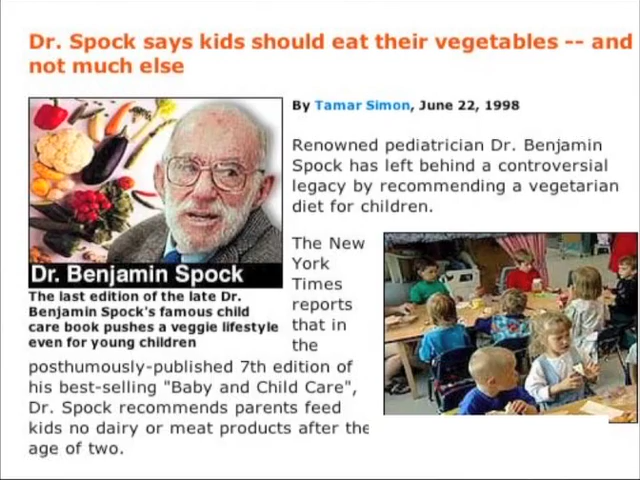 Dr. Spock says kids should eat their vegetables -- and
not much else
By Tamar Simon, June 22, 1998
Renowned pediatrician Dr. Benjamin
Spock has left behind a controversial
legacy by recommending a vegetarian
diet for children.
Dr. Benjamin Spock
The last edition of the late Dr.
Benjamin Spock's famous child
care book pushes a veggie lifestyle
even for young children
The New
York
Times
reports
that in
the
posthumously-published 7th edition of
his best-selling "Baby and Child Care",
Dr. Spock recommends parents feed
kids no dairy or meat products after the
age of two.